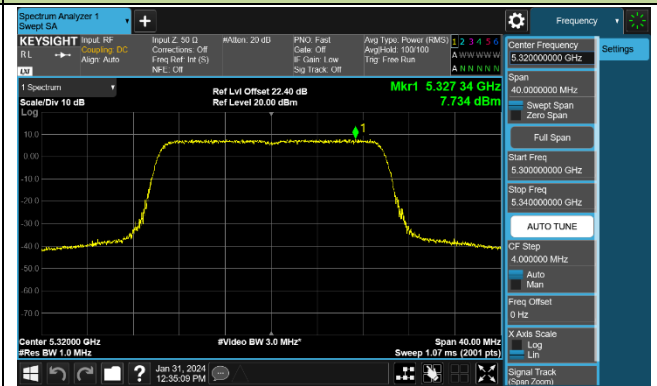 Spectrum Analyzer 1
Swept SA
+
Frequency
KEYSIGHT
RL
LXI
Input: RF
Coupling: DC
Align: Auto
Input Z: 50 Ω
Corrections: Off
Freq Ref: Int (S)
NFE: Off
#Atten: 20 dB
PNO: Fast
Gate: Off
IF Gain: Low
Sig Track: Off
Avg Type: Power (RMS)
Avg|Hold: 100/100
Trig: Free Run
1 2 3 4 5 6
A W W W W W
A N N N N N
1 Spectrum
Scale/Div 10 dB
Log
Ref Lvl Offset 22.40 dB
Ref Level 20.00 dBm
Mkr1 5.327 34 GHz
7.734 dBm
1
10.0
0.00
-10.0
-20.0
-30.0
-40.0
-50.0
-60.0
-70.0
Center 5.32000 GHz
#Res BW 1.0 MHz
#Video BW 3.0 MHz*
Span 40.00 MHz
Sweep 1.07 ms (2001 pts)
Center Frequency
5.320000000 GHz
Settings
Span
40.0000000 MHz
Swept Span
Zero Span
Full Span
Start Freq
5.300000000 GHz
Stop Freq
5.340000000 GHz
AUTO TUNE
CF Step
4.000000 MHz
Auto
Man
Freq Offset
0 Hz
X Axis Scale
Log
Lin
Signal Track
(Span Zoom)
?
Jan 31, 2024
12:35:09 PM